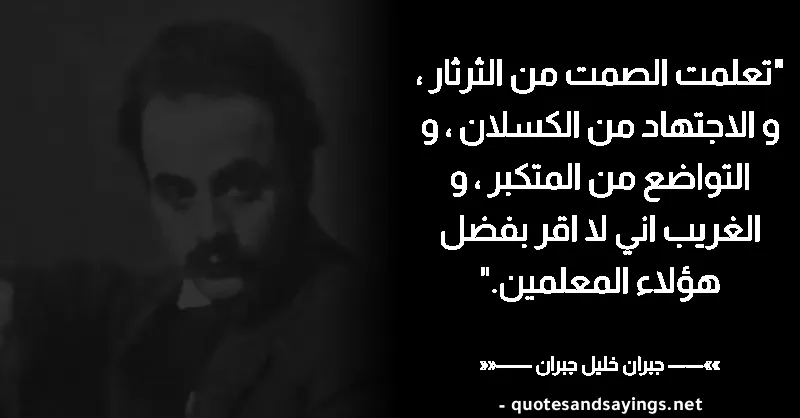 "تعلمت الصمت من الثرثار ،
و الاجتهاد من الكسلان ، و
التواضع من المتكبر ، و
الغريب اني لا اقر بفضل
هؤلاء المعلمين."
»—— جبران خليل جبران ——««
- quotesandsayings.net